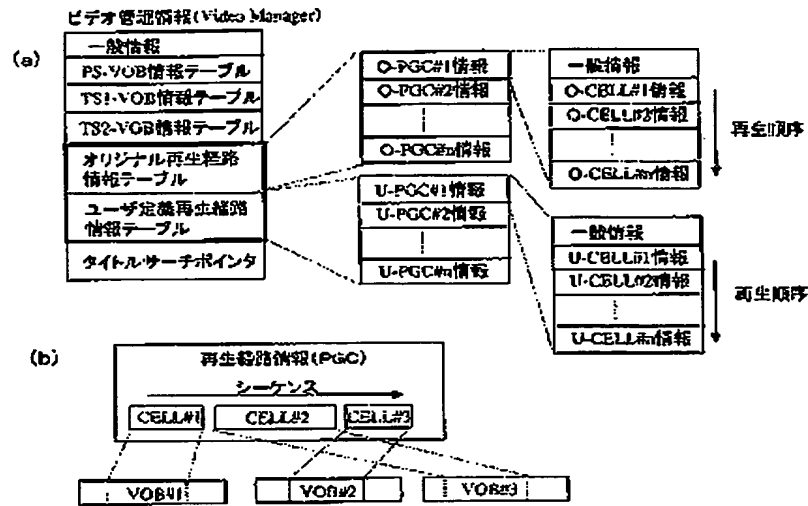 ビデオ管理情報(Video Manager)
(a)
一般情報
PS-VOB情報テーブル
TS1-VOB情報テーブル
TS2-VOB情報テーブル
オリジナル再生経路
情報テーブル
ユーザ定義再生経路
情報テーブル
タイトルサーチポインタ
O-PGC#1情報
O-PGC#2情報
O-PGC#n情報
U-PGC#1情報
U-PGC#2情報
U-PGC#n情報
一般情報
O-CELL#1情報
O-CELL#2情報
O-CELL#m情報
再生順序
一般情報
U-CELL#1情報
U-CELL#2情報
U-CELL#m情報
再生順序
(b)
再生経路情報(PGC)
シーケンス
CELL#1
CELL#2
CELL#3
VOB#1
VOB#2
VOB#3